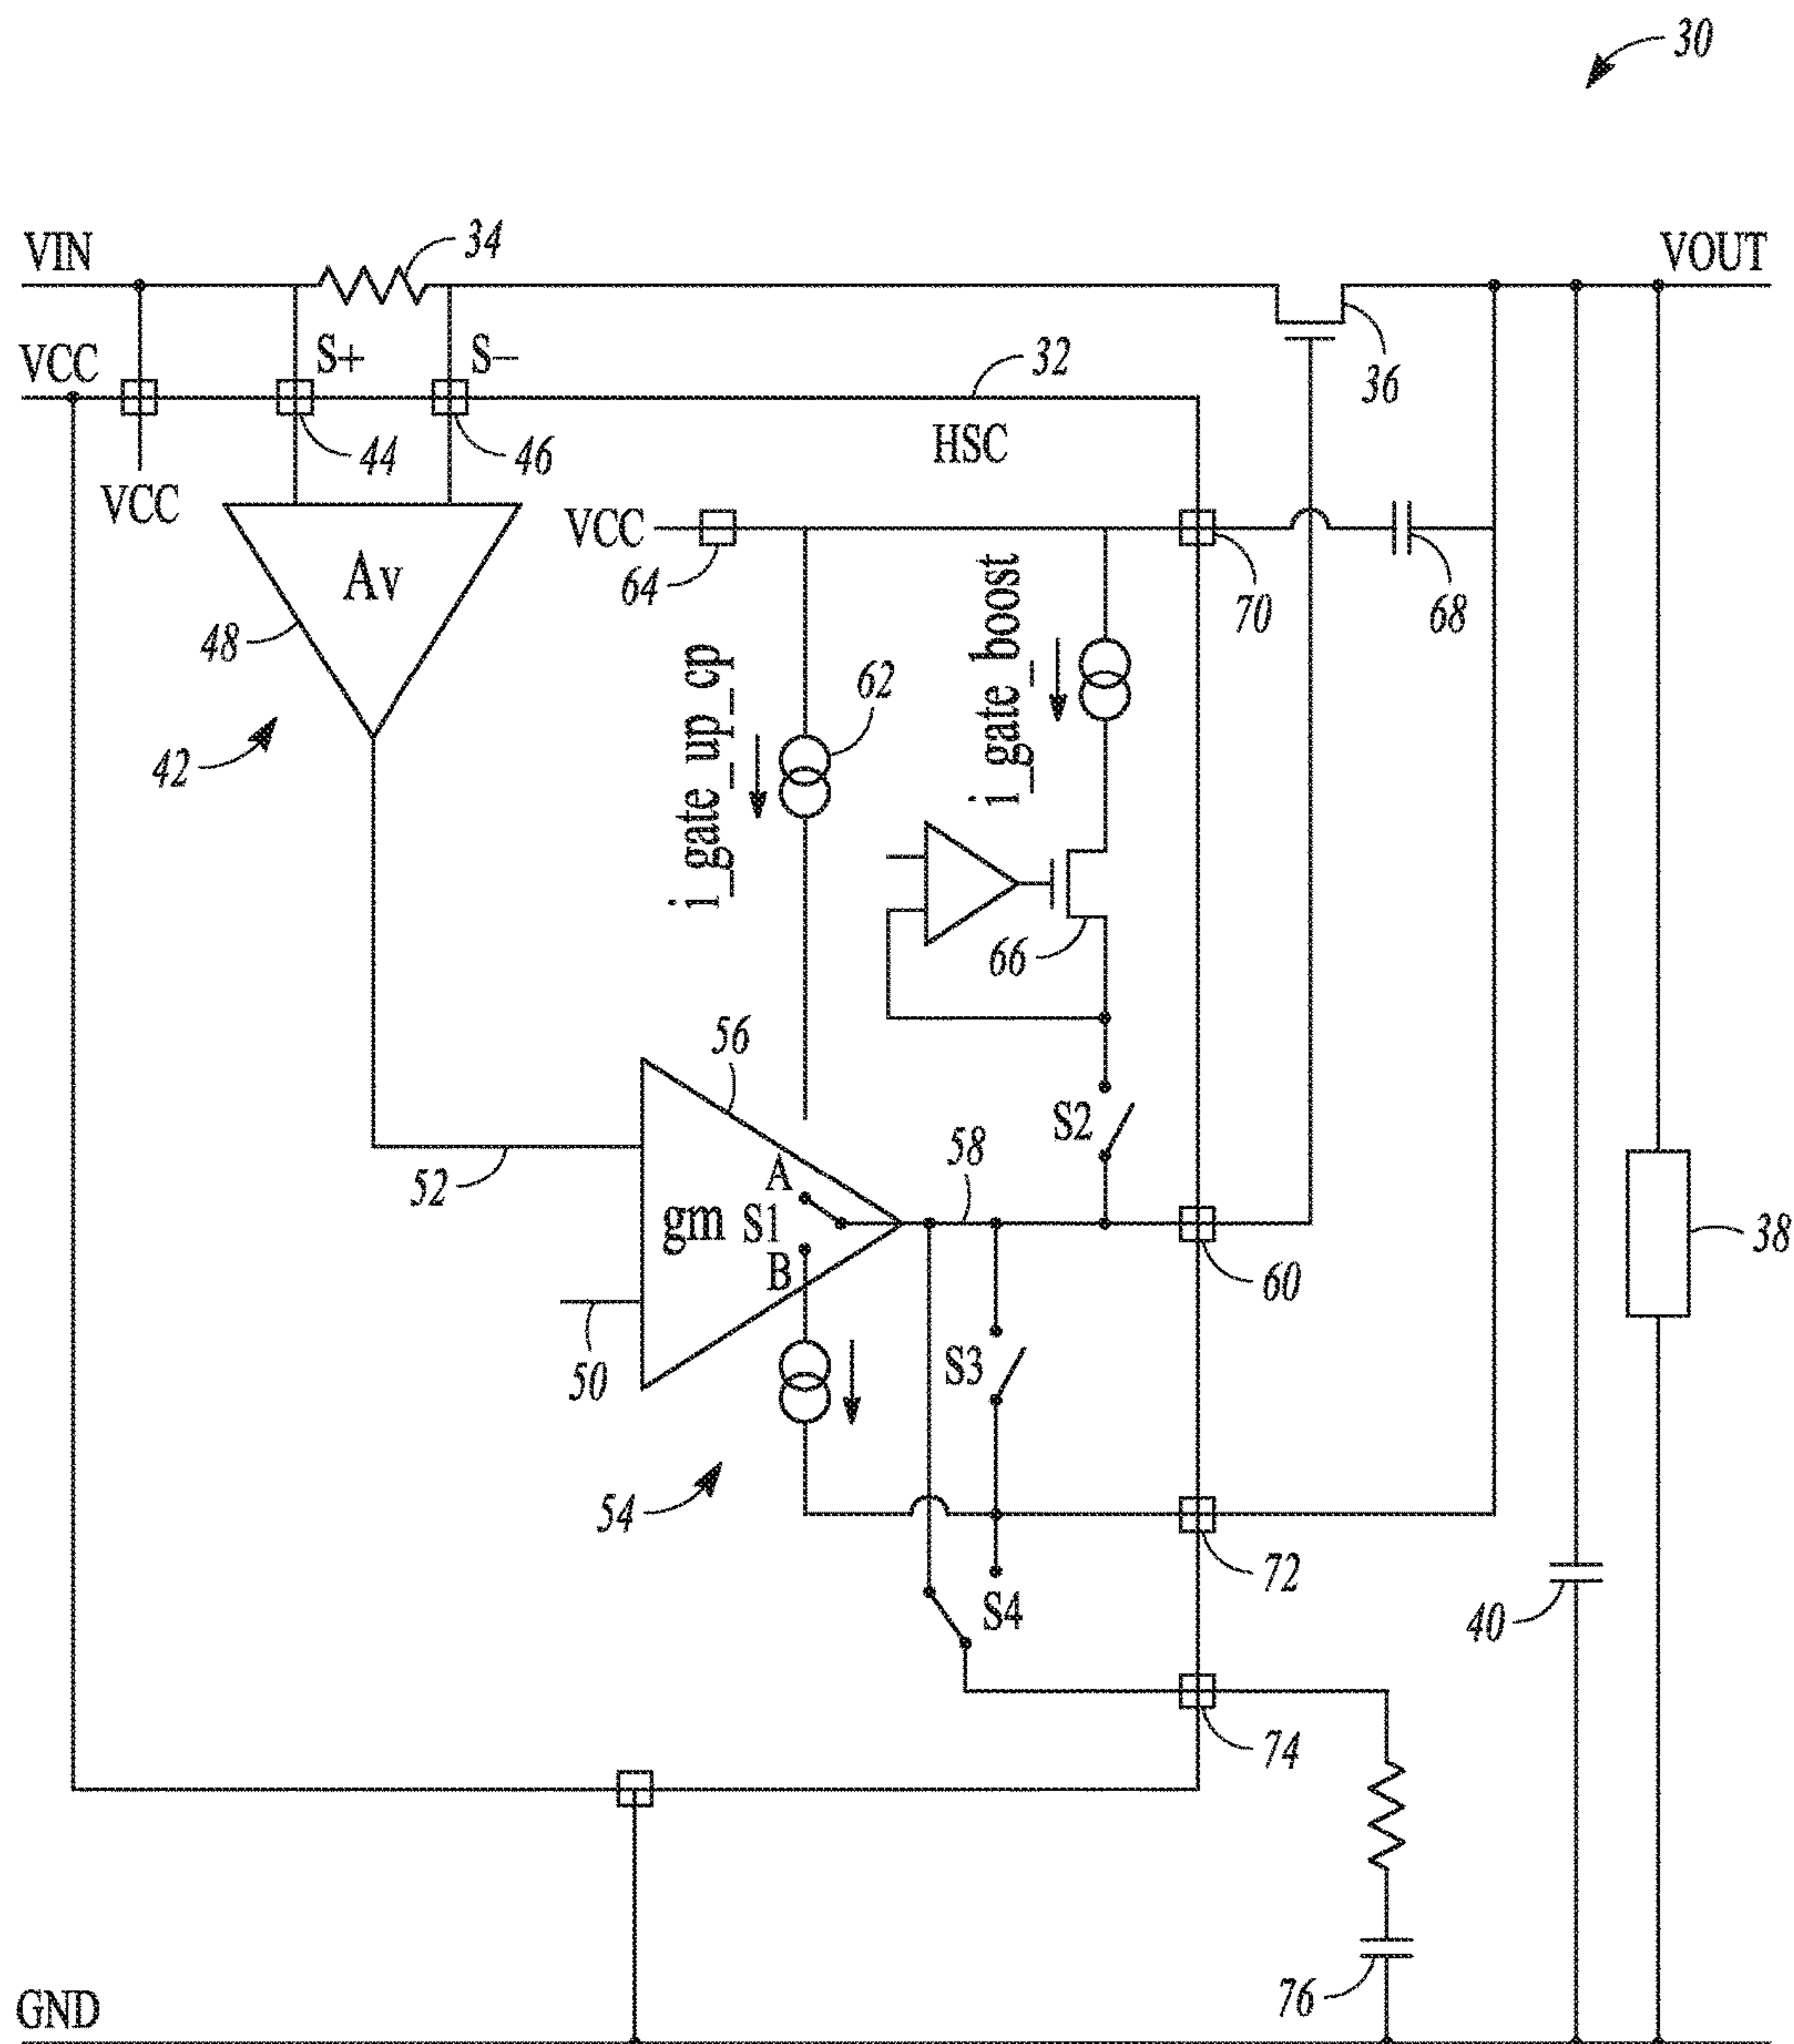 30
VIN
34
VOUT
VCC
S+
S−
32
36
44
46
HSC
VCC
VCC
64
70
68
Av
48
i_gate_up_cp
62
i_gate_boost
42
66
56
52
A
gm
S1
B
58
S2
60
38
50
S3
54
72
S4
40
74
76
GND